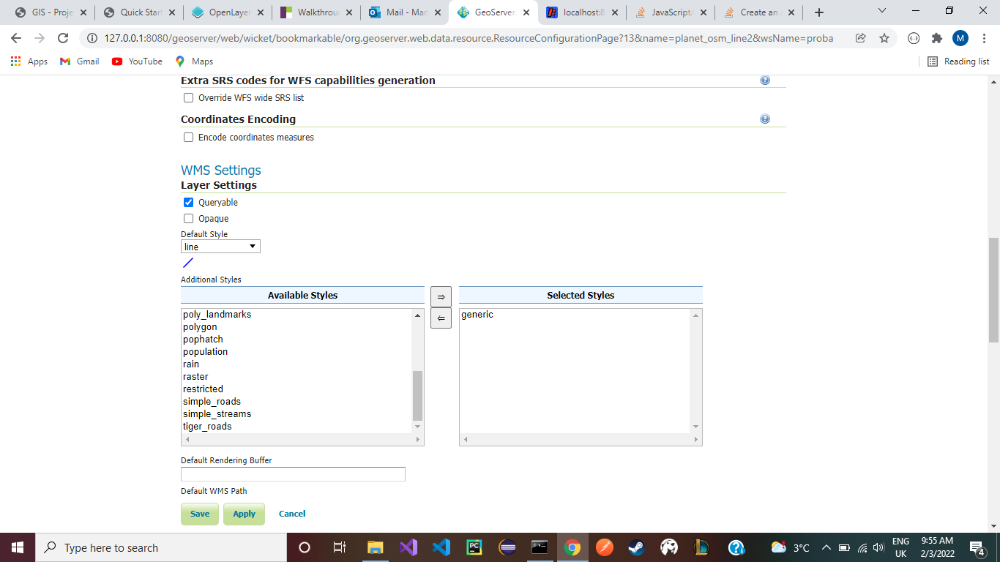 GIS - Proje
Quick Start
OpenLayer
Walkthrou
Mail - Mar
GeoServer
localhost:8
JavaScript/
Create an
127.0.0.1:8080/geoserver/web/wicket/bookmarkable/org.geoserver.web.data.resource.ResourceConfigurationPage?13&name=planet_osm_line2&wsName=proba
M
Apps
Gmail
YouTube
Maps
Reading list
Extra SRS codes for WFS capabilities generation
Override WFS wide SRS list
Coordinates Encoding
Encode coordinates measures
WMS Settings
Layer Settings
Queryable
Opaque
Default Style
line
Additional Styles
Available Styles
Selected Styles
poly_landmarks
polygon
pophatch
population
rain
raster
restricted
simple_roads
simple_streams
tiger_roads
generic
Default Rendering Buffer
Default WMS Path
Save
Apply
Cancel
Type here to search
PC
3°C
ENG
UK
9:55 AM
2/3/2022
4